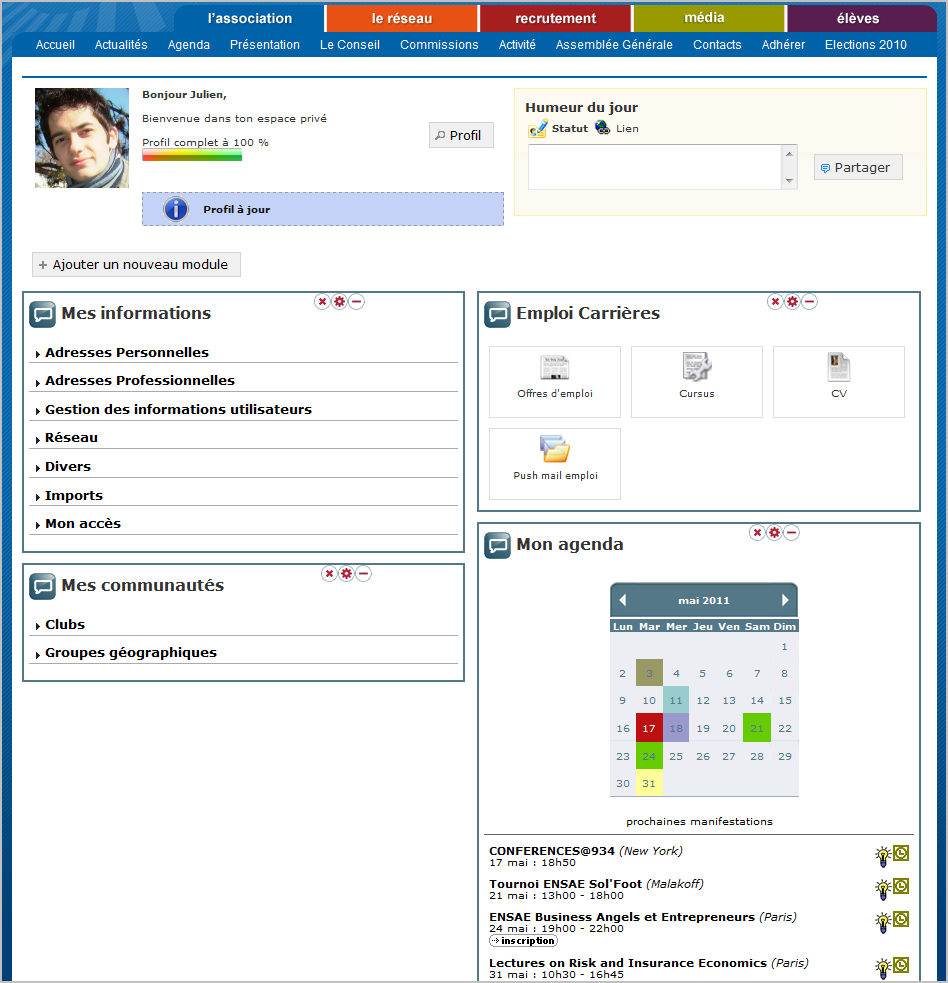 l'association
le réseau
recrutement
média
élèves
Accueil Actualités Agenda Présentation Le Conseil Commissions Activité Assemblée Générale Contacts Adhérer Elections 2010
Bonjour Julien,
Bienvenue dans ton espace privé
Profil complet à 100 %
Profil
Profil à jour
Humeur du jour
Statut Lien
Partager
Ajouter un nouveau module
Mes informations
Adresses Personnelles
Adresses Professionnelles
Gestion des informations utilisateurs
Réseau
Divers
Imports
Mon accès
Mes communautés
Clubs
Groupes géographiques
Emploi Carrières
Offres d'emploi
Cursus
CV
Push mail emploi
Mon agenda
mai 2011
Lun Mar Mer Jeu Ven Sam Dim
1
2 3 4 5 6 7 8
9 10 11 12 13 14 15
16 17 18 19 20 21 22
23 24 25 26 27 28 29
30 31
prochaines manifestations
CONFERENCES@934 (New York)
17 mai : 18h50
Tournoi ENSAE Sol'Foot (Malakoff)
21 mai : 13h00 - 18h00
ENSAE Business Angels et Entrepreneurs (Paris)
24 mai : 19h00 - 22h00
inscription
Lectures on Risk and Insurance Economics (Paris)
31 mai : 10h30 - 16h45